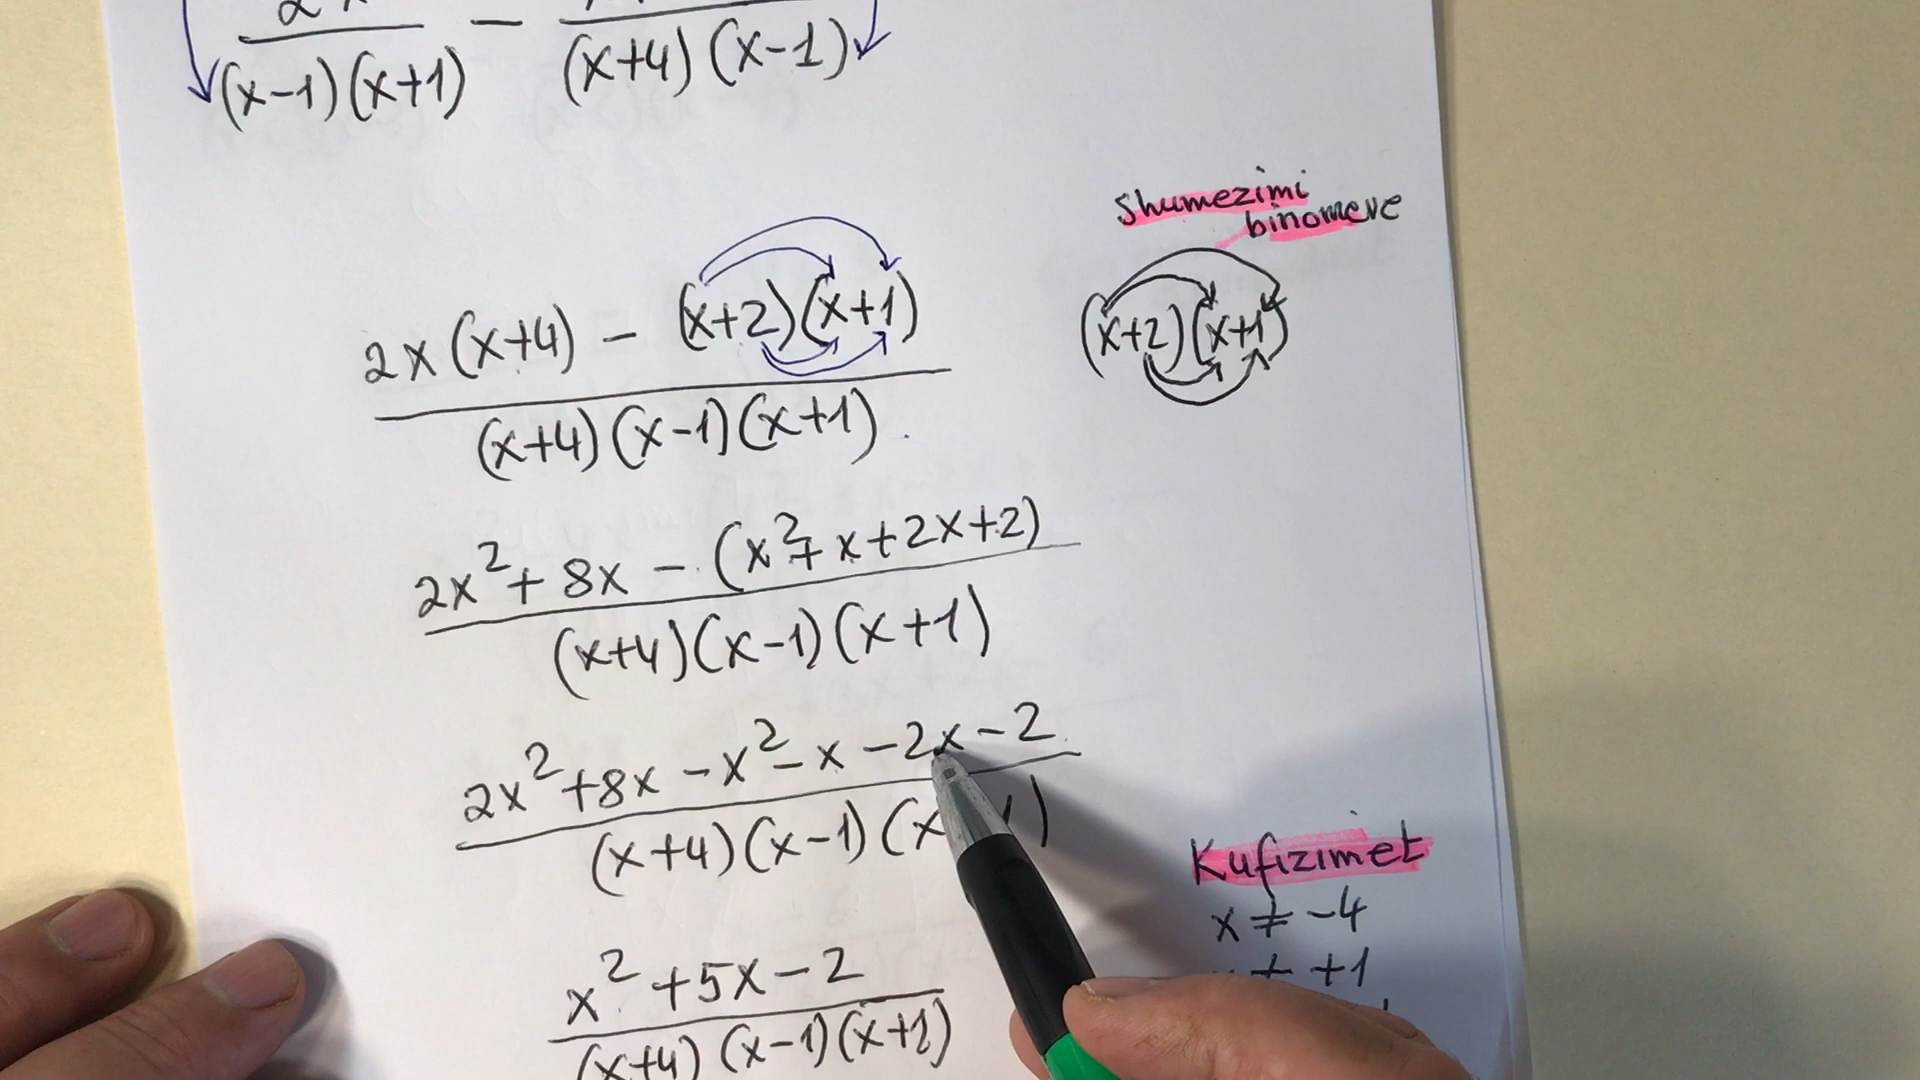 2x
(x-1)(x+1) - (x+4)(x-1)
Shumezimi
binomeve
2x(x+4) - (x+2)(x+1)
(x+4)(x-1)(x+1)
(x+2)(x+1)
2x²+8x-(x²+x+2x+2)
(x+4)(x-1)(x+1)
2x²+8x-x²-x-2x-2
(x+4)(x-1)(x
Kufizimet
x≠-4
≠+1
x²+5x-2
(x+4)(x-1)(x+1)